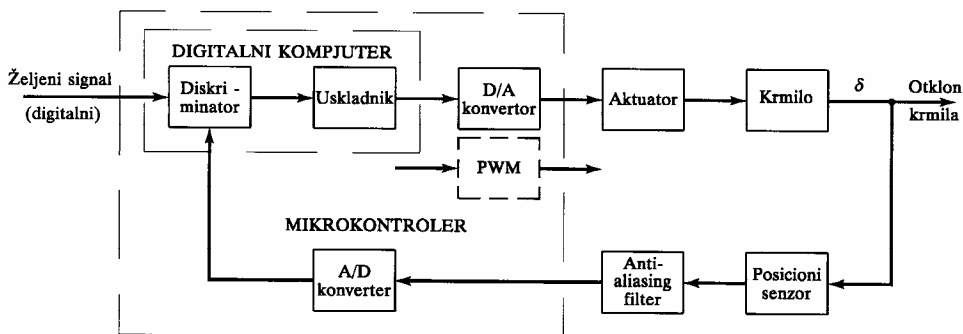 DIGITALNI KOMPJUTER
Željeni signal
(digitalni)
Diskri -
minator
Uskladnik
D/A
konvertor
Aktuator
Krmilo
δ
Otklon
krmila
PWM
MIKROKONTROLER
A/D
konverter
Anti-
aliasing
filter
Posicioni
senzor